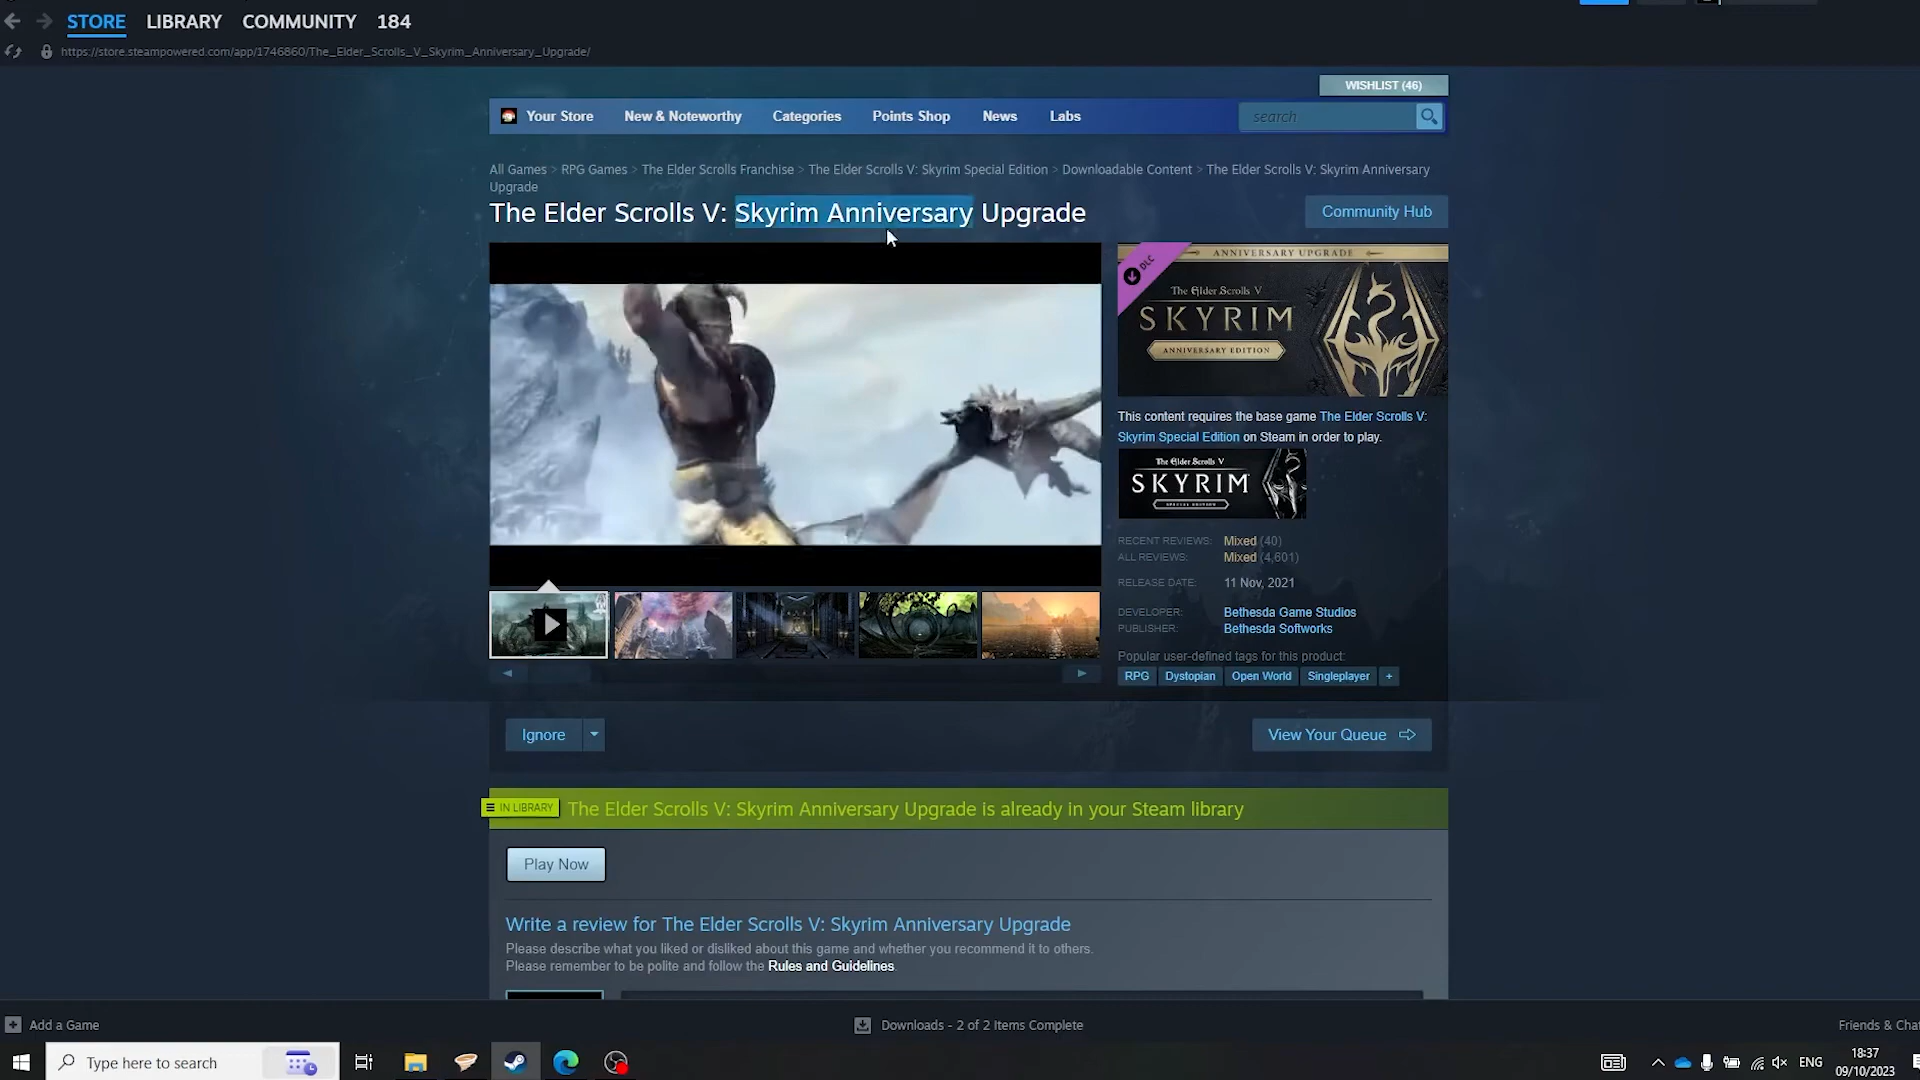 STORE LIBRARY COMMUNITY 184
https://store.steampowered.com/app/1746860/The_Elder_Scrolls_V_Skyrim_Anniversary_Upgrade/
WISHLIST (46)
Your Store New & Noteworthy Categories Points Shop News Labs search
All Games > RPG Games > The Elder Scrolls Franchise > The Elder Scrolls V: Skyrim Special Edition > Downloadable Content > The Elder Scrolls V: Skyrim Anniversary
Upgrade
The Elder Scrolls V: Skyrim Anniversary Upgrade
Community Hub
DLC
ANNIVERSARY UPGRADE
The Elder Scrolls V
SKYRIM
ANNIVERSARY EDITION
This content requires the base game The Elder Scrolls V:
Skyrim Special Edition on Steam in order to play.
The Elder Scrolls V
SKYRIM
SPECIAL EDITION
RECENT REVIEWS: Mixed (40)
ALL REVIEWS: Mixed (4,601)
RELEASE DATE: 11 Nov, 2021
DEVELOPER: Bethesda Game Studios
PUBLISHER: Bethesda Softworks
Popular user-defined tags for this product:
RPG Dystopian Open World Singleplayer +
Ignore
View Your Queue
IN LIBRARY The Elder Scrolls V: Skyrim Anniversary Upgrade is already in your Steam library
Play Now
Write a review for The Elder Scrolls V: Skyrim Anniversary Upgrade
Please describe what you liked or disliked about this game and whether you recommend it to others.
Please remember to be polite and follow the Rules and Guidelines.
Add a Game
Downloads - 2 of 2 Items Complete
Friends & Chat
Type here to search
ENG
18:37
09/10/2023